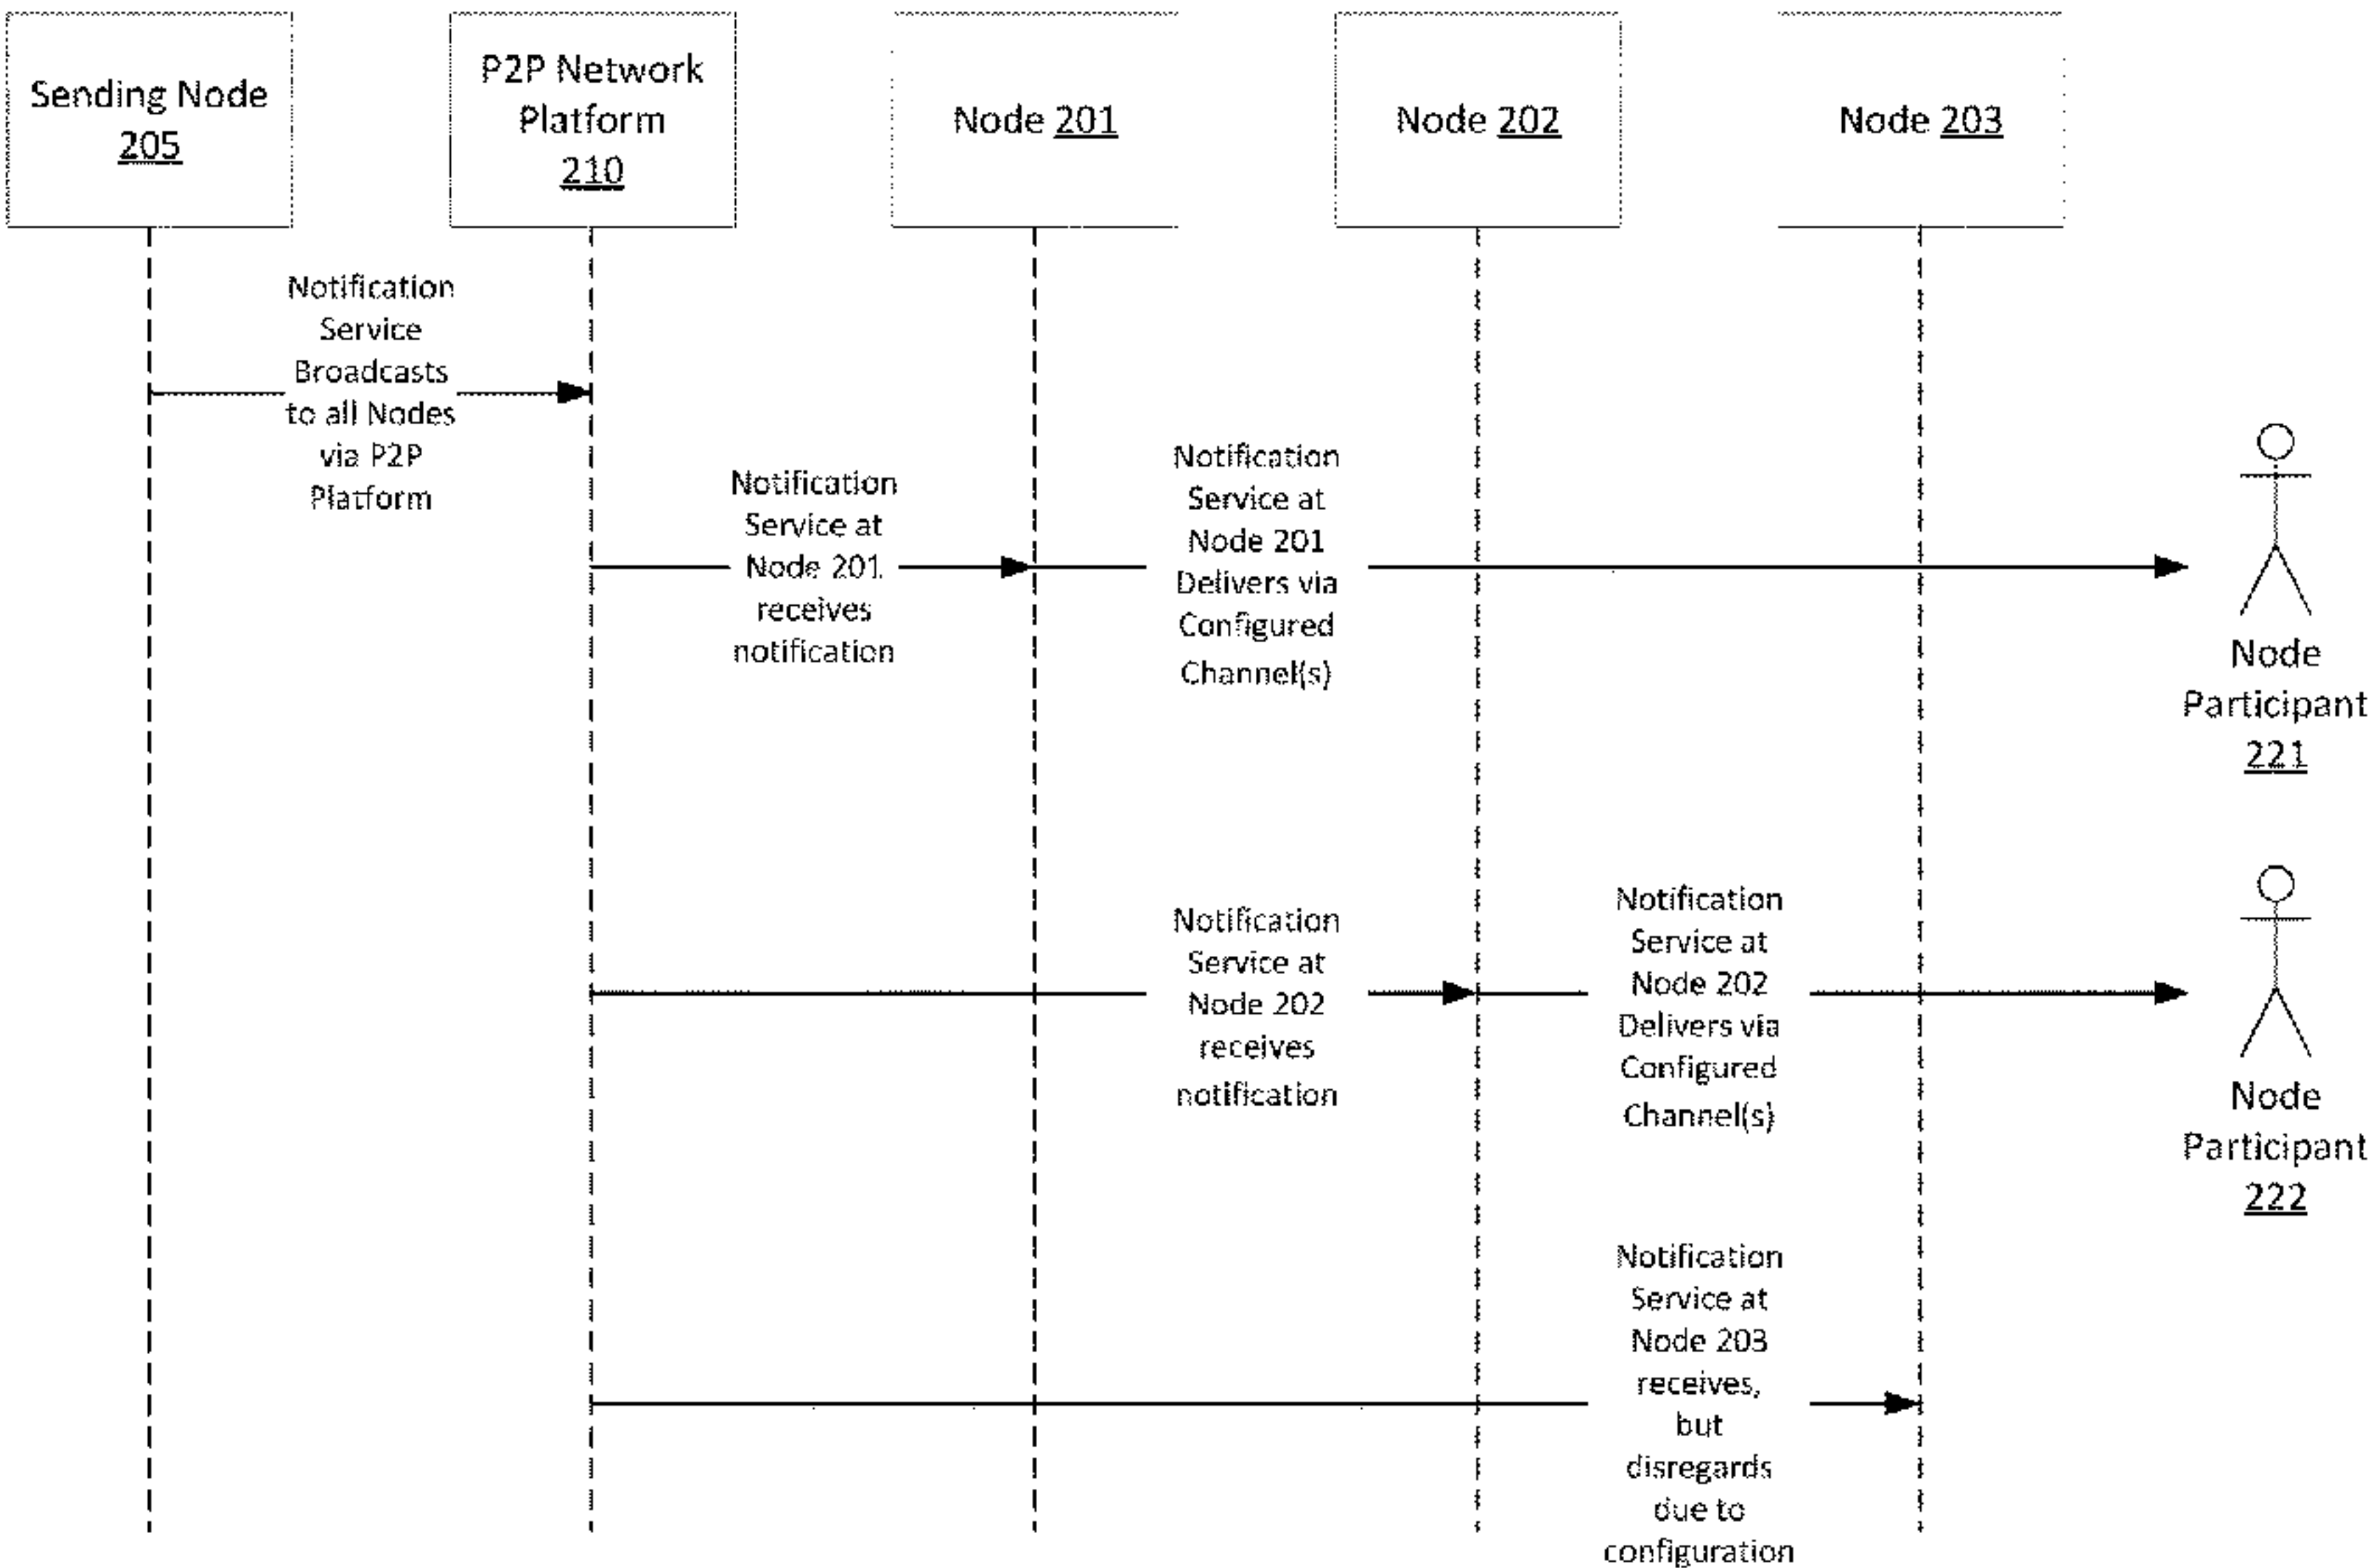 Sending Node
205
P2P Network
Platform
210
Node 201
Node 202
Node 203
Notification
Service
Broadcasts
to all Nodes
via P2P
Platform
Notification
Service at
Node 201
receives
notification
Notification
Service at
Node 201
Delivers via
Configured
Channel(s)
Node
Participant
221
Notification
Service at
Node 202
receives
notification
Notification
Service at
Node 202
Delivers via
Configured
Channel(s)
Node
Participant
222
Notification
Service at
Node 203
receives,
but
disregards
due to
configuration